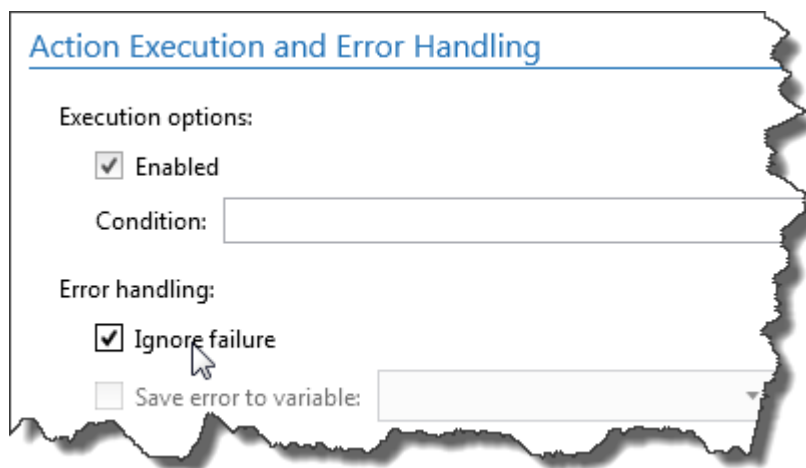 Action Execution and Error Handling
Execution options:
Enabled
Condition:
Error handling:
Ignore failure
Save error to variable: